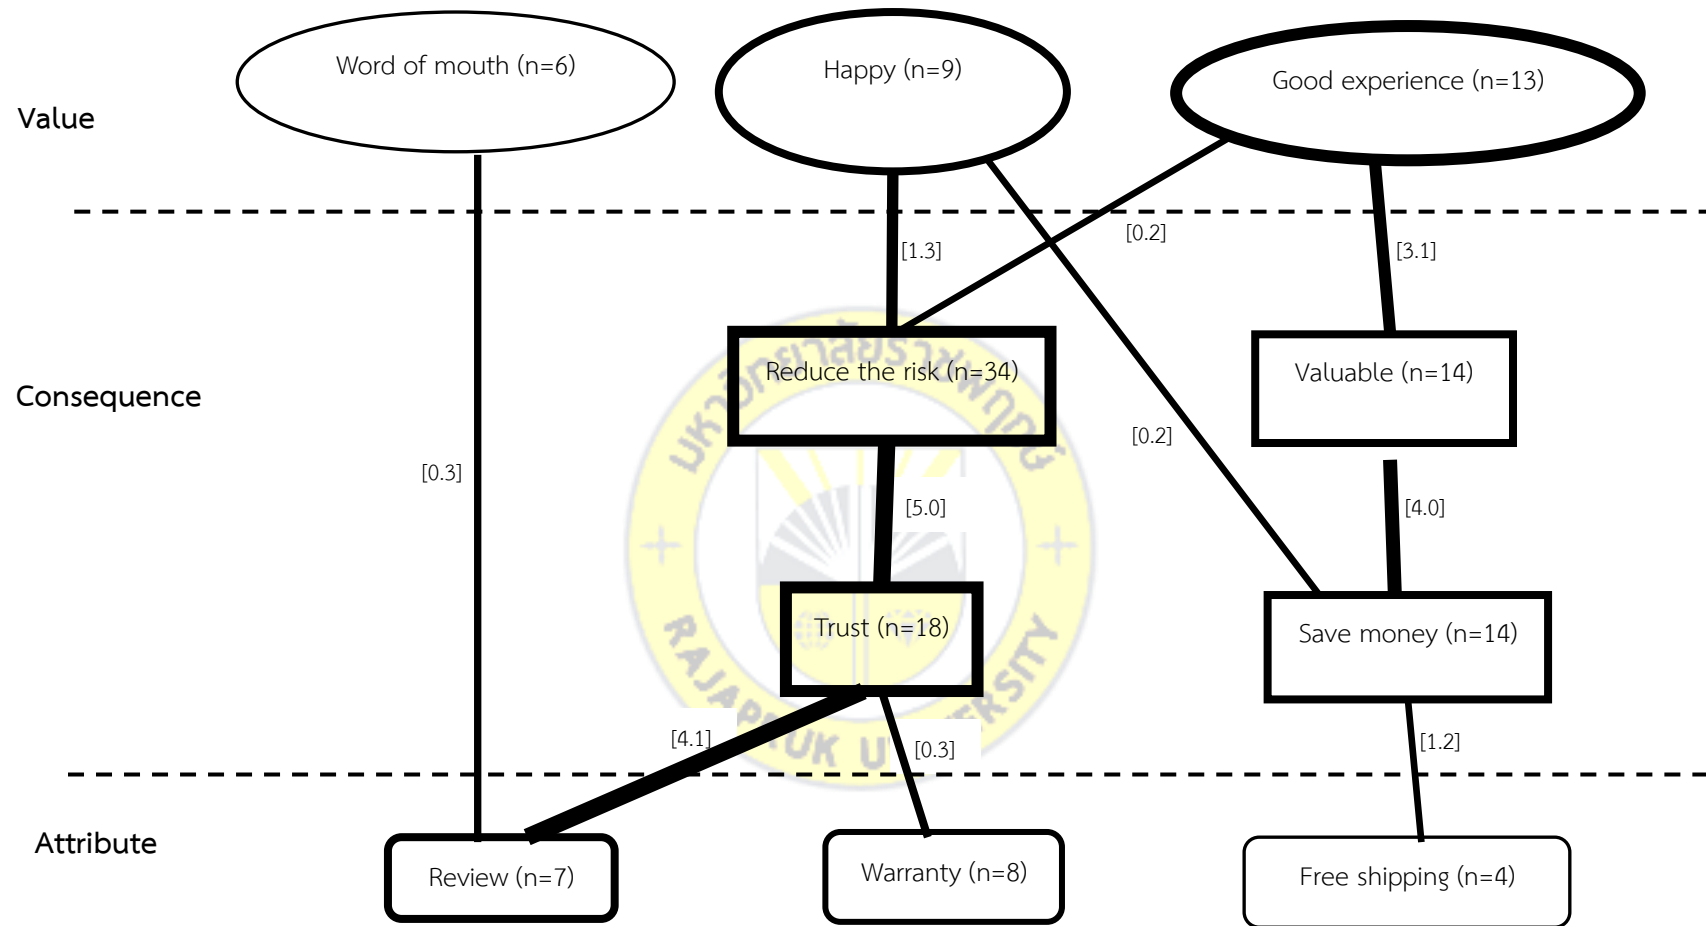 Word of mouth (n=6)
Happy (n=9)
Good experience (n=13)
Value
[1.3]
[0.2]
[3.1]
Reduce the risk (n=34)
Valuable (n=14)
Consequence
[0.3]
[0.2]
[5.0]
[4.0]
Trust (n=18)
Save money (n=14)
[4.1]
[0.3]
[1.2]
Attribute
Review (n=7)
Warranty (n=8)
Free shipping (n=4)